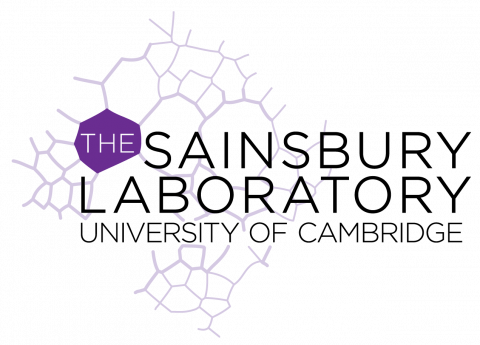 THE SAINSBURY
LABORATORY
UNIVERSITY OF CAMBRIDGE